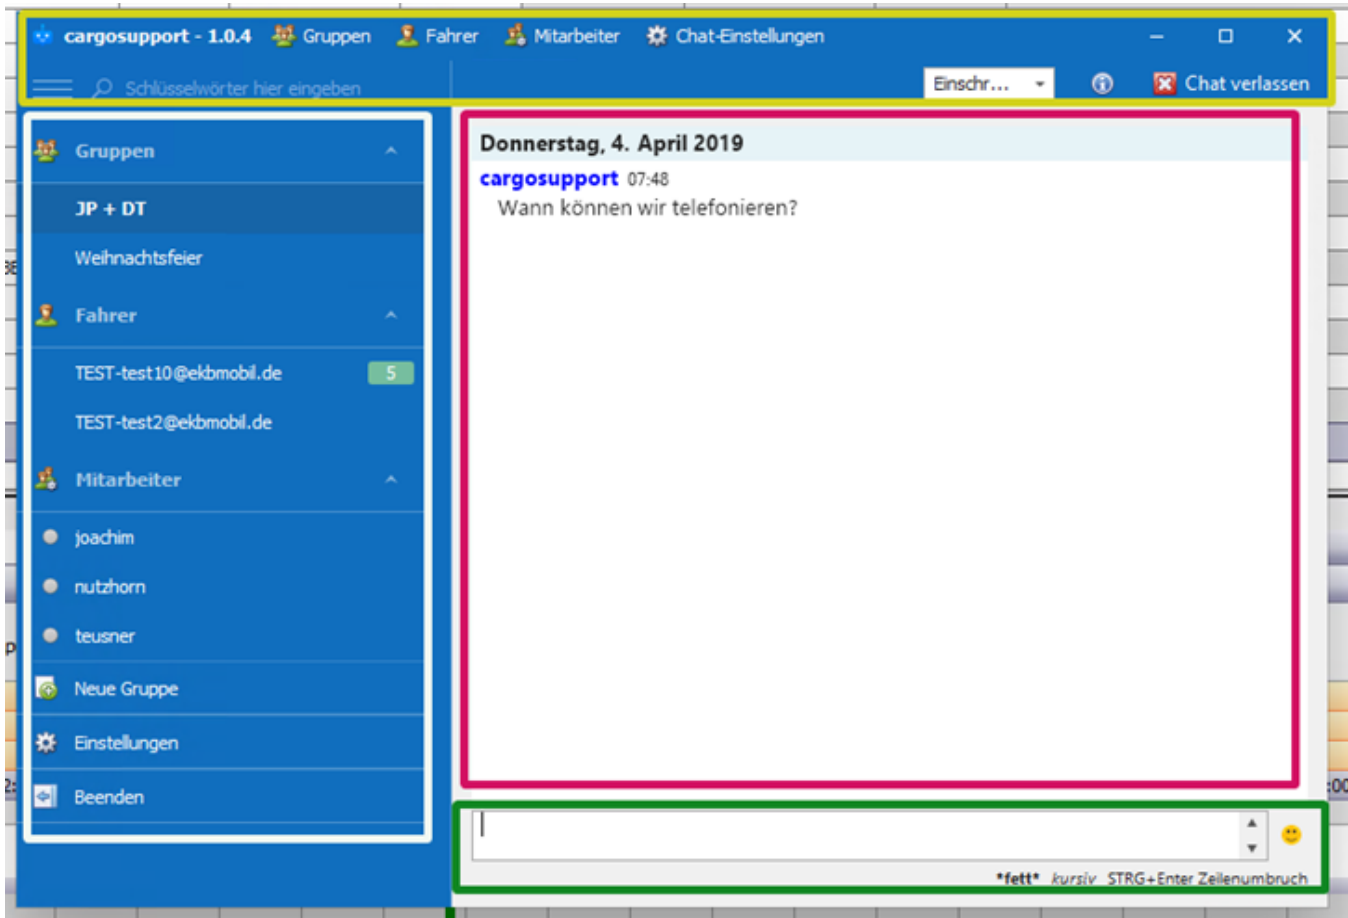 cargosupport - 1.0.4 Gruppen Fahrer Mitarbeiter Chat-Einstellungen
Schlüsselwörter hier eingeben Einschr... Chat verlassen
Gruppen
JP + DT
Weihnachtsfeier
Fahrer
TEST-test10@ekbmobil.de 5
TEST-test2@ekbmobil.de
Mitarbeiter
joachim
nutzhorn
teusner
Neue Gruppe
Einstellungen
Beenden
Donnerstag, 4. April 2019
cargosupport 07:48
Wann können wir telefonieren?
*fett* kursiv STRG+Enter Zeilenumbruch